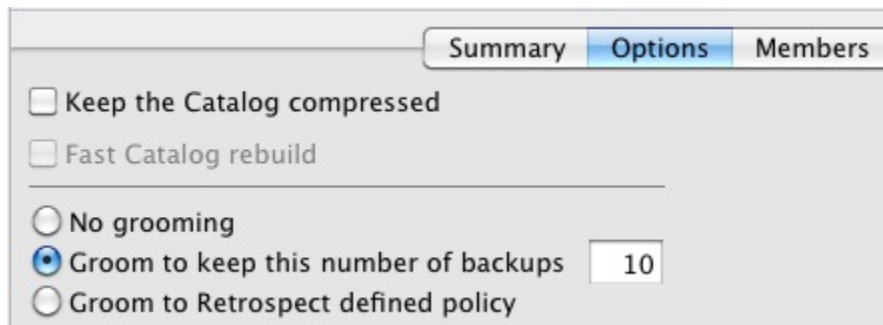 Summary Options Members
Keep the Catalog compressed
Fast Catalog rebuild
No grooming
Groom to keep this number of backups 10
Groom to Retrospect defined policy